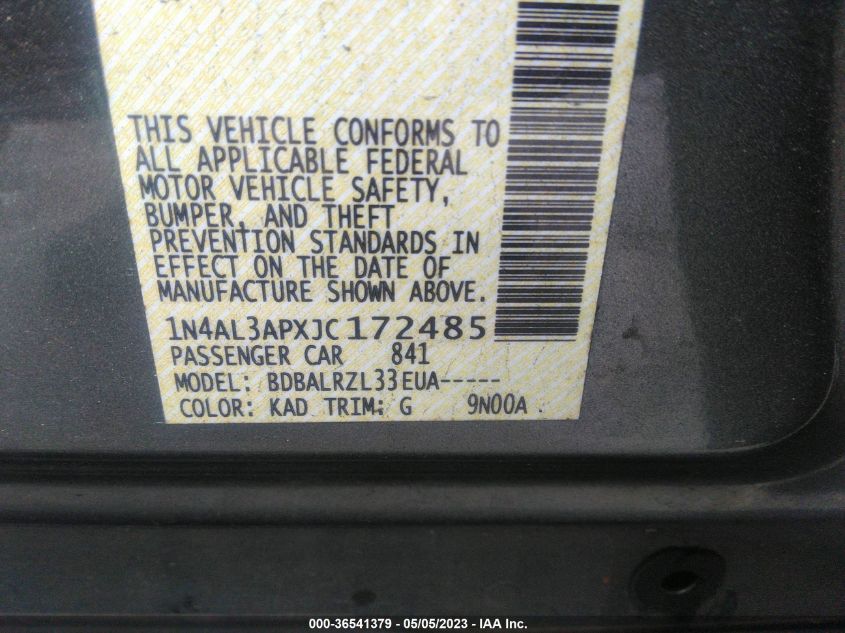 THIS VEHICLE CONFORMS TO
ALL APPLICABLE FEDERAL
MOTOR VEHICLE SAFETY,
BUMPER, AND THEFT
PREVENTION STANDARDS IN
EFFECT ON THE DATE OF
MANUFACTURE SHOWN ABOVE.
1N4AL3APXJC172485
PASSENGER CAR 841
MODEL: BDBALRZL33EUA-----
COLOR: KAD TRIM: G 9N00A
000-36541379 — 05/05/2023 — IAA Inc.